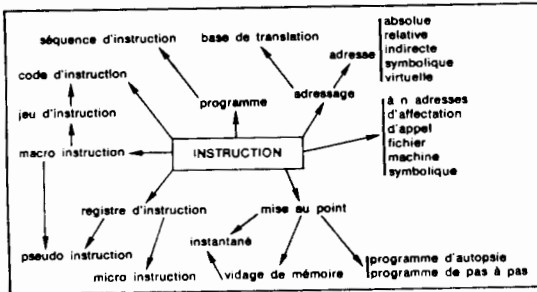 absolue
séquence d'instruction
base de translation
relative
adresse
indirecte
symbolique
code d'instruction
virtuelle
programme
adressage
à n adresses
jeu d'instruction
d'affectation
d'appel
macro instruction
INSTRUCTION
fichier
machine
symbolique
registre d'instruction
mise au point
instantané
pseudo instruction
programme d'autopsie
micro instruction
vidage de mémoire
programme de pas à pas